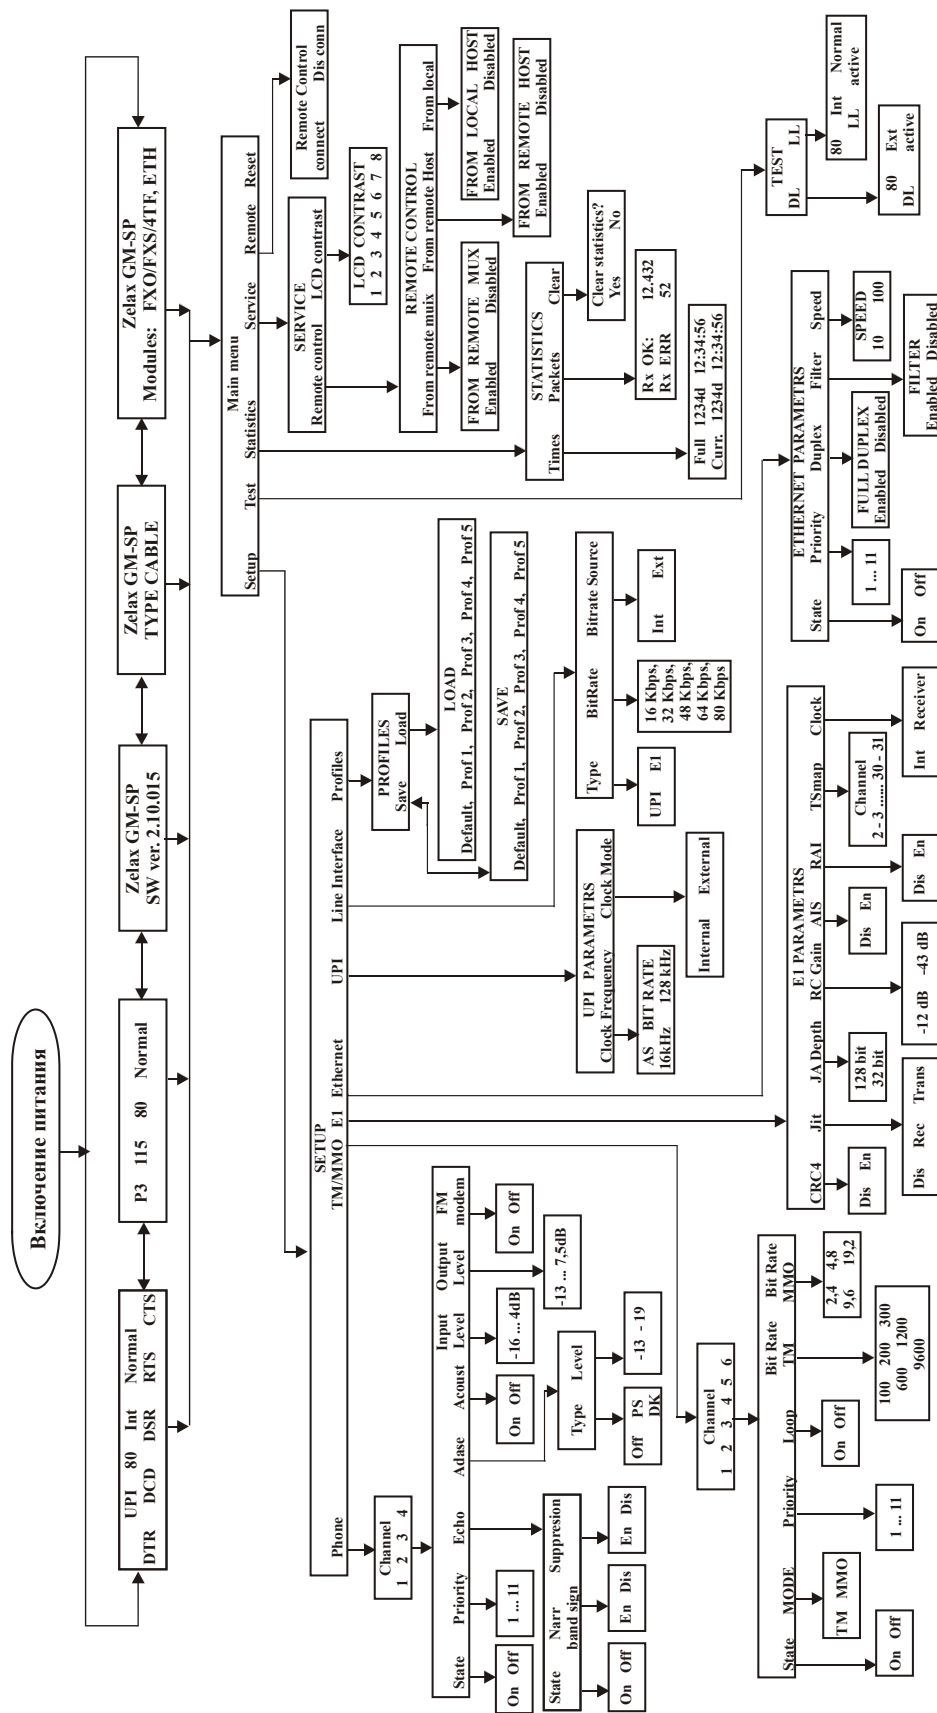 Включение питания
UPI 80 Int Normal
DTR DCD DSR RTS CTS
P3 115 80 Normal
Zelax GM-SP
SW ver. 2.10.015
Zelax GM-SP
TYPE CABLE
Zelax GM-SP
Modules: FXO/FXS/4TF, ETH
Main menu
Setup Test Statistics Service Remote Reset
Remote Control
connect Dis conn
SERVICE
Remote control LCD contrast
LCD CONTRAST
1 2 3 4 5 6 7 8
REMOTE CONTROL
From remote muix From remote Host From local
FROM REMOTE MUX
Enabled Disabled
FROM LOCAL HOST
Enabled Disabled
FROM REMOTE HOST
Enabled Disabled
STATISTICS
Times Packets Clear
Clear statistics?
Yes No
Rx OK: 12.432
Rx ERR 52
Full 1234d 12:34:56
Curr. 1234d 12:34:56
TEST
DL LL
80 Int Normal
LL active
80 Ext
DL active
SETUP
Phone TM/MMO E1 Ethernet UPI Line Interface Profiles
PROFILES
Save Load
LOAD
Default, Prof 1, Prof 2, Prof 3, Prof 4, Prof 5
SAVE
Default, Prof 1, Prof 2, Prof 3, Prof 4, Prof 5
Type BitRate Bitrate Source
UPI E1
16 Kbps,
32 Kbps,
48 Kbps,
64 Kbps,
80 Kbps
Int Ext
UPI PARAMETRS
Clock Frequency Clock Mode
AS BIT RATE
16kHz 128 kHz
Internal External
ETHERNET PARAMETRS
State Priority Duplex Filter Speed
On Off
1 ... 11
FULL DUPLEX
Enabled Disabled
FILTER
Enabled Disabled
SPEED
10 100
E1 PARAMETRS
CRC4 Jit JA Depth RC Gain AIS RAI TSmap Clock
Dis En
Dis Rec Trans
128 bit
32 bit
-12 dB -43 dB
Dis En
Dis En
Channel
2 - 3 ...... 30 - 31
Int Receiver
Channel
1 2 3 4
State Priority Echo Adase Acoust Input Level Output Level FM modem
On Off
1 ... 11
State Narr band sign Suppresion
On Off
En Dis
En Dis
Type Level
Off PS
DK
-13 - 19
On Off
-16 ... 4dB
-13 ... 7,5dB
On Off
Channel
1 2 3 4 5 6
State MODE Priority Loop Bit Rate TM Bit Rate MMO
On Off
TM MMO
1 ... 11
On Off
100 200 300
600 1200
9600
2,4 4,8
9,6 19,2